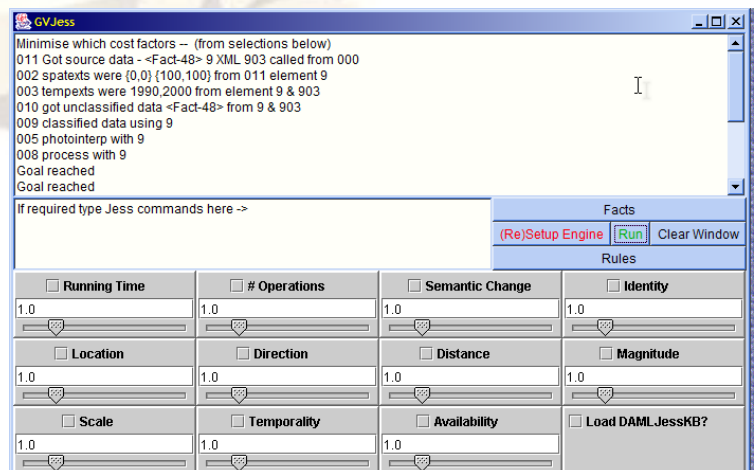 GVJess
Minimise which cost factors -- (from selections below)
011 Got source data - <Fact-48> 9 XML 903 called from 000
002 spatexts were {0,0} {100,100} from 011 element 9
003 tempexts were 1990,2000 from element 9 & 903
010 got unclassified data <Fact-48> from 9 & 903
009 classified data using 9
005 photointerp with 9
008 process with 9
Goal reached
Goal reached
If required type Jess commands here ->
Facts
(Re)Setup Engine Run Clear Window
Rules
Running Time # Operations Semantic Change Identity
1.0 1.0 1.0 1.0
Location Direction Distance Magnitude
1.0 1.0 1.0 1.0
Scale Temporality Availability Load DAMLJessKB?
1.0 1.0 1.0